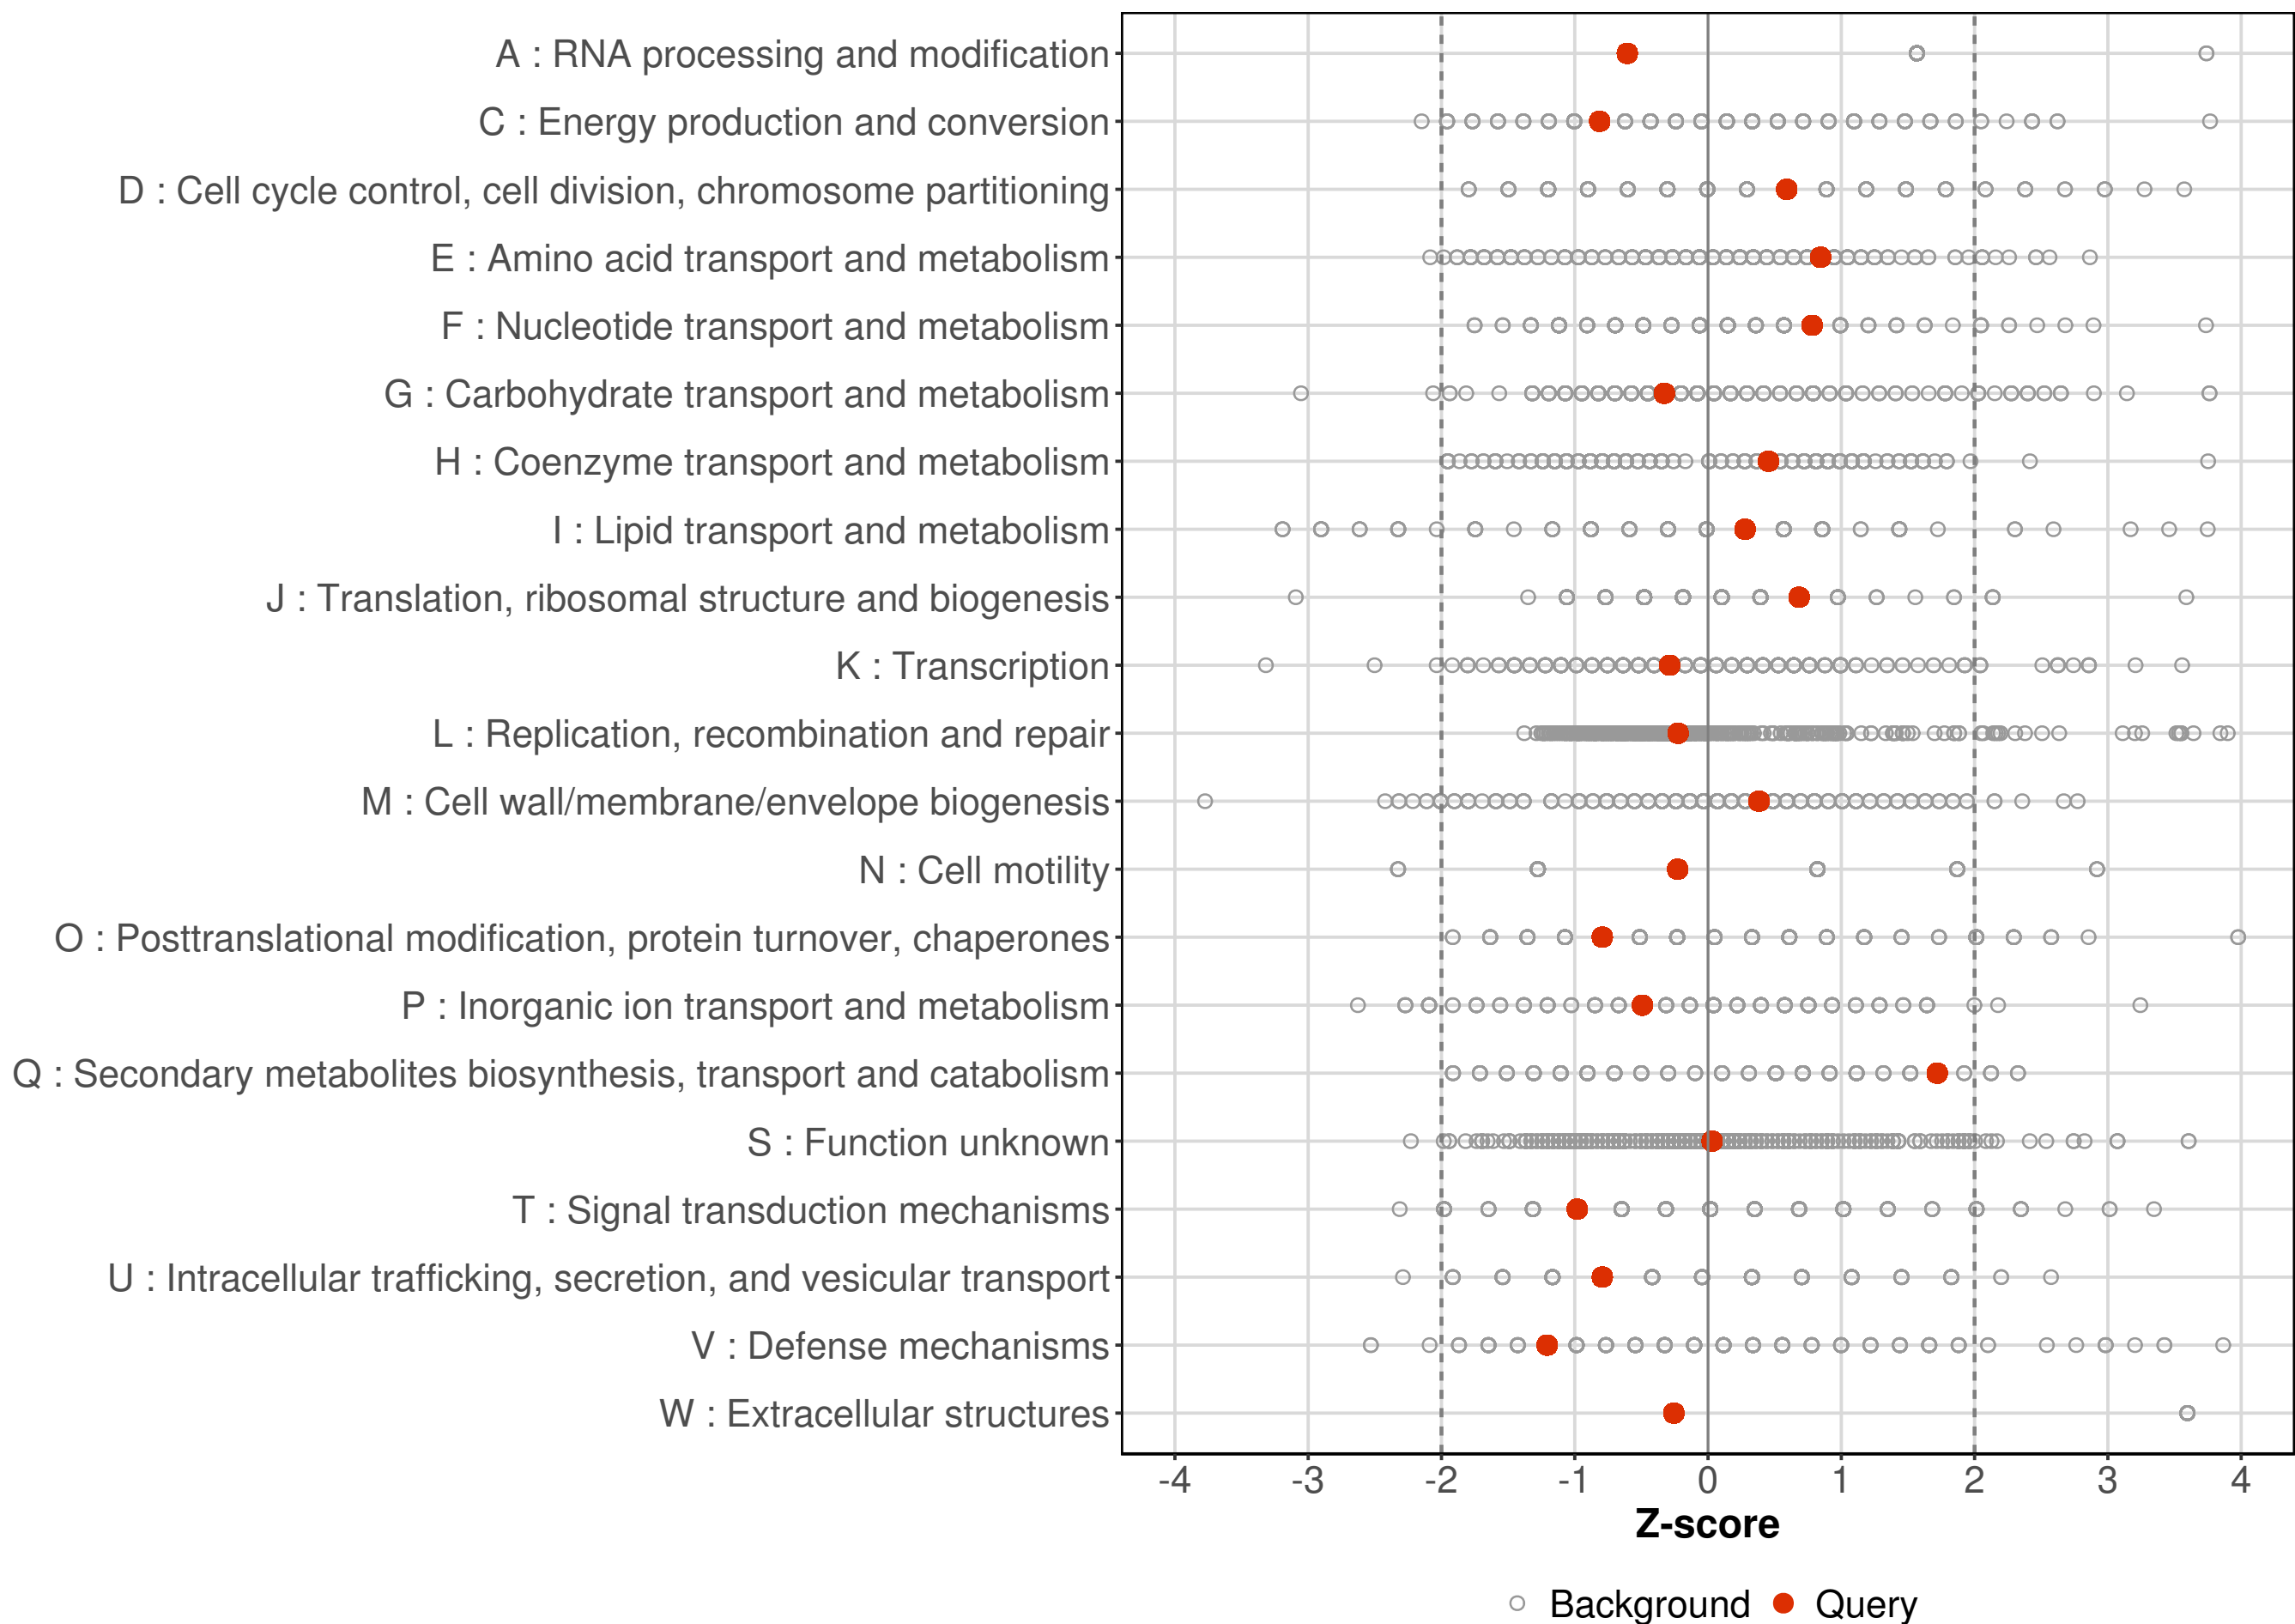 A : RNA processing and modification
C : Energy production and conversion
D : Cell cycle control, cell division, chromosome partitioning
E : Amino acid transport and metabolism
F : Nucleotide transport and metabolism
G : Carbohydrate transport and metabolism
H : Coenzyme transport and metabolism
I : Lipid transport and metabolism
J : Translation, ribosomal structure and biogenesis
K : Transcription
L : Replication, recombination and repair
M : Cell wall/membrane/envelope biogenesis
N : Cell motility
O : Posttranslational modification, protein turnover, chaperones
P : Inorganic ion transport and metabolism
Q : Secondary metabolites biosynthesis, transport and catabolism
S : Function unknown
T : Signal transduction mechanisms
U : Intracellular trafficking, secretion, and vesicular transport
V : Defense mechanisms
W : Extracellular structures
-4 -3 -2 -1 0 1 2 3 4
Z-score
Background Query